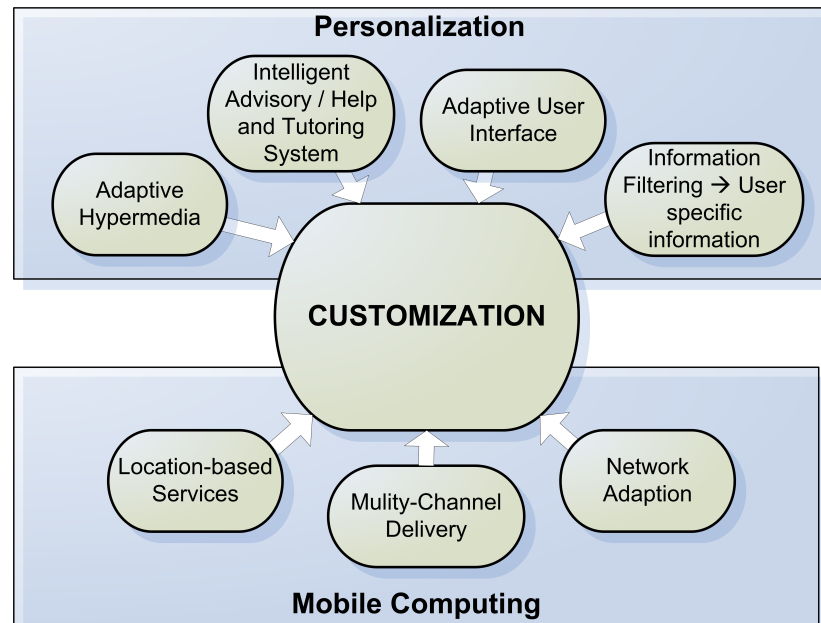 Personalization
Intelligent
Advisory / Help
and Tutoring
System
Adaptive User
Interface
Adaptive
Hypermedia
Information
Filtering → User
specific
information
CUSTOMIZATION
Location-based
Services
Mulity-Channel
Delivery
Network
Adaption
Mobile Computing